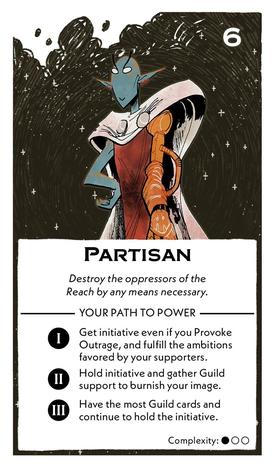 6
PARTISAN
Destroy the oppressors of the
Reach by any means necessary.
YOUR PATH TO POWER
I Get initiative even if you Provoke
Outrage, and fulfill the ambitions
favored by your supporters.
II Hold initiative and gather Guild
support to burnish your image.
III Have the most Guild cards and
continue to hold the initiative.
Complexity: